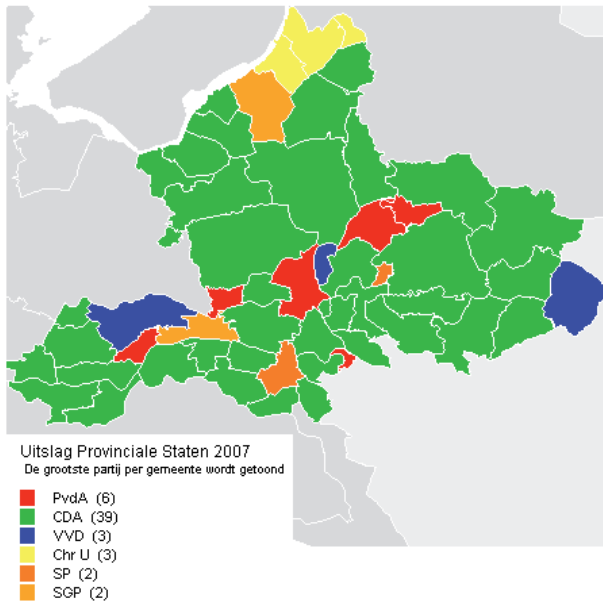 Uitslag Provinciale Staten 2007
De grootste partij per gemeente wordt getoond
PvdA (6)
CDA (39)
VVD (3)
Chr U (3)
SP (2)
SGP (2)